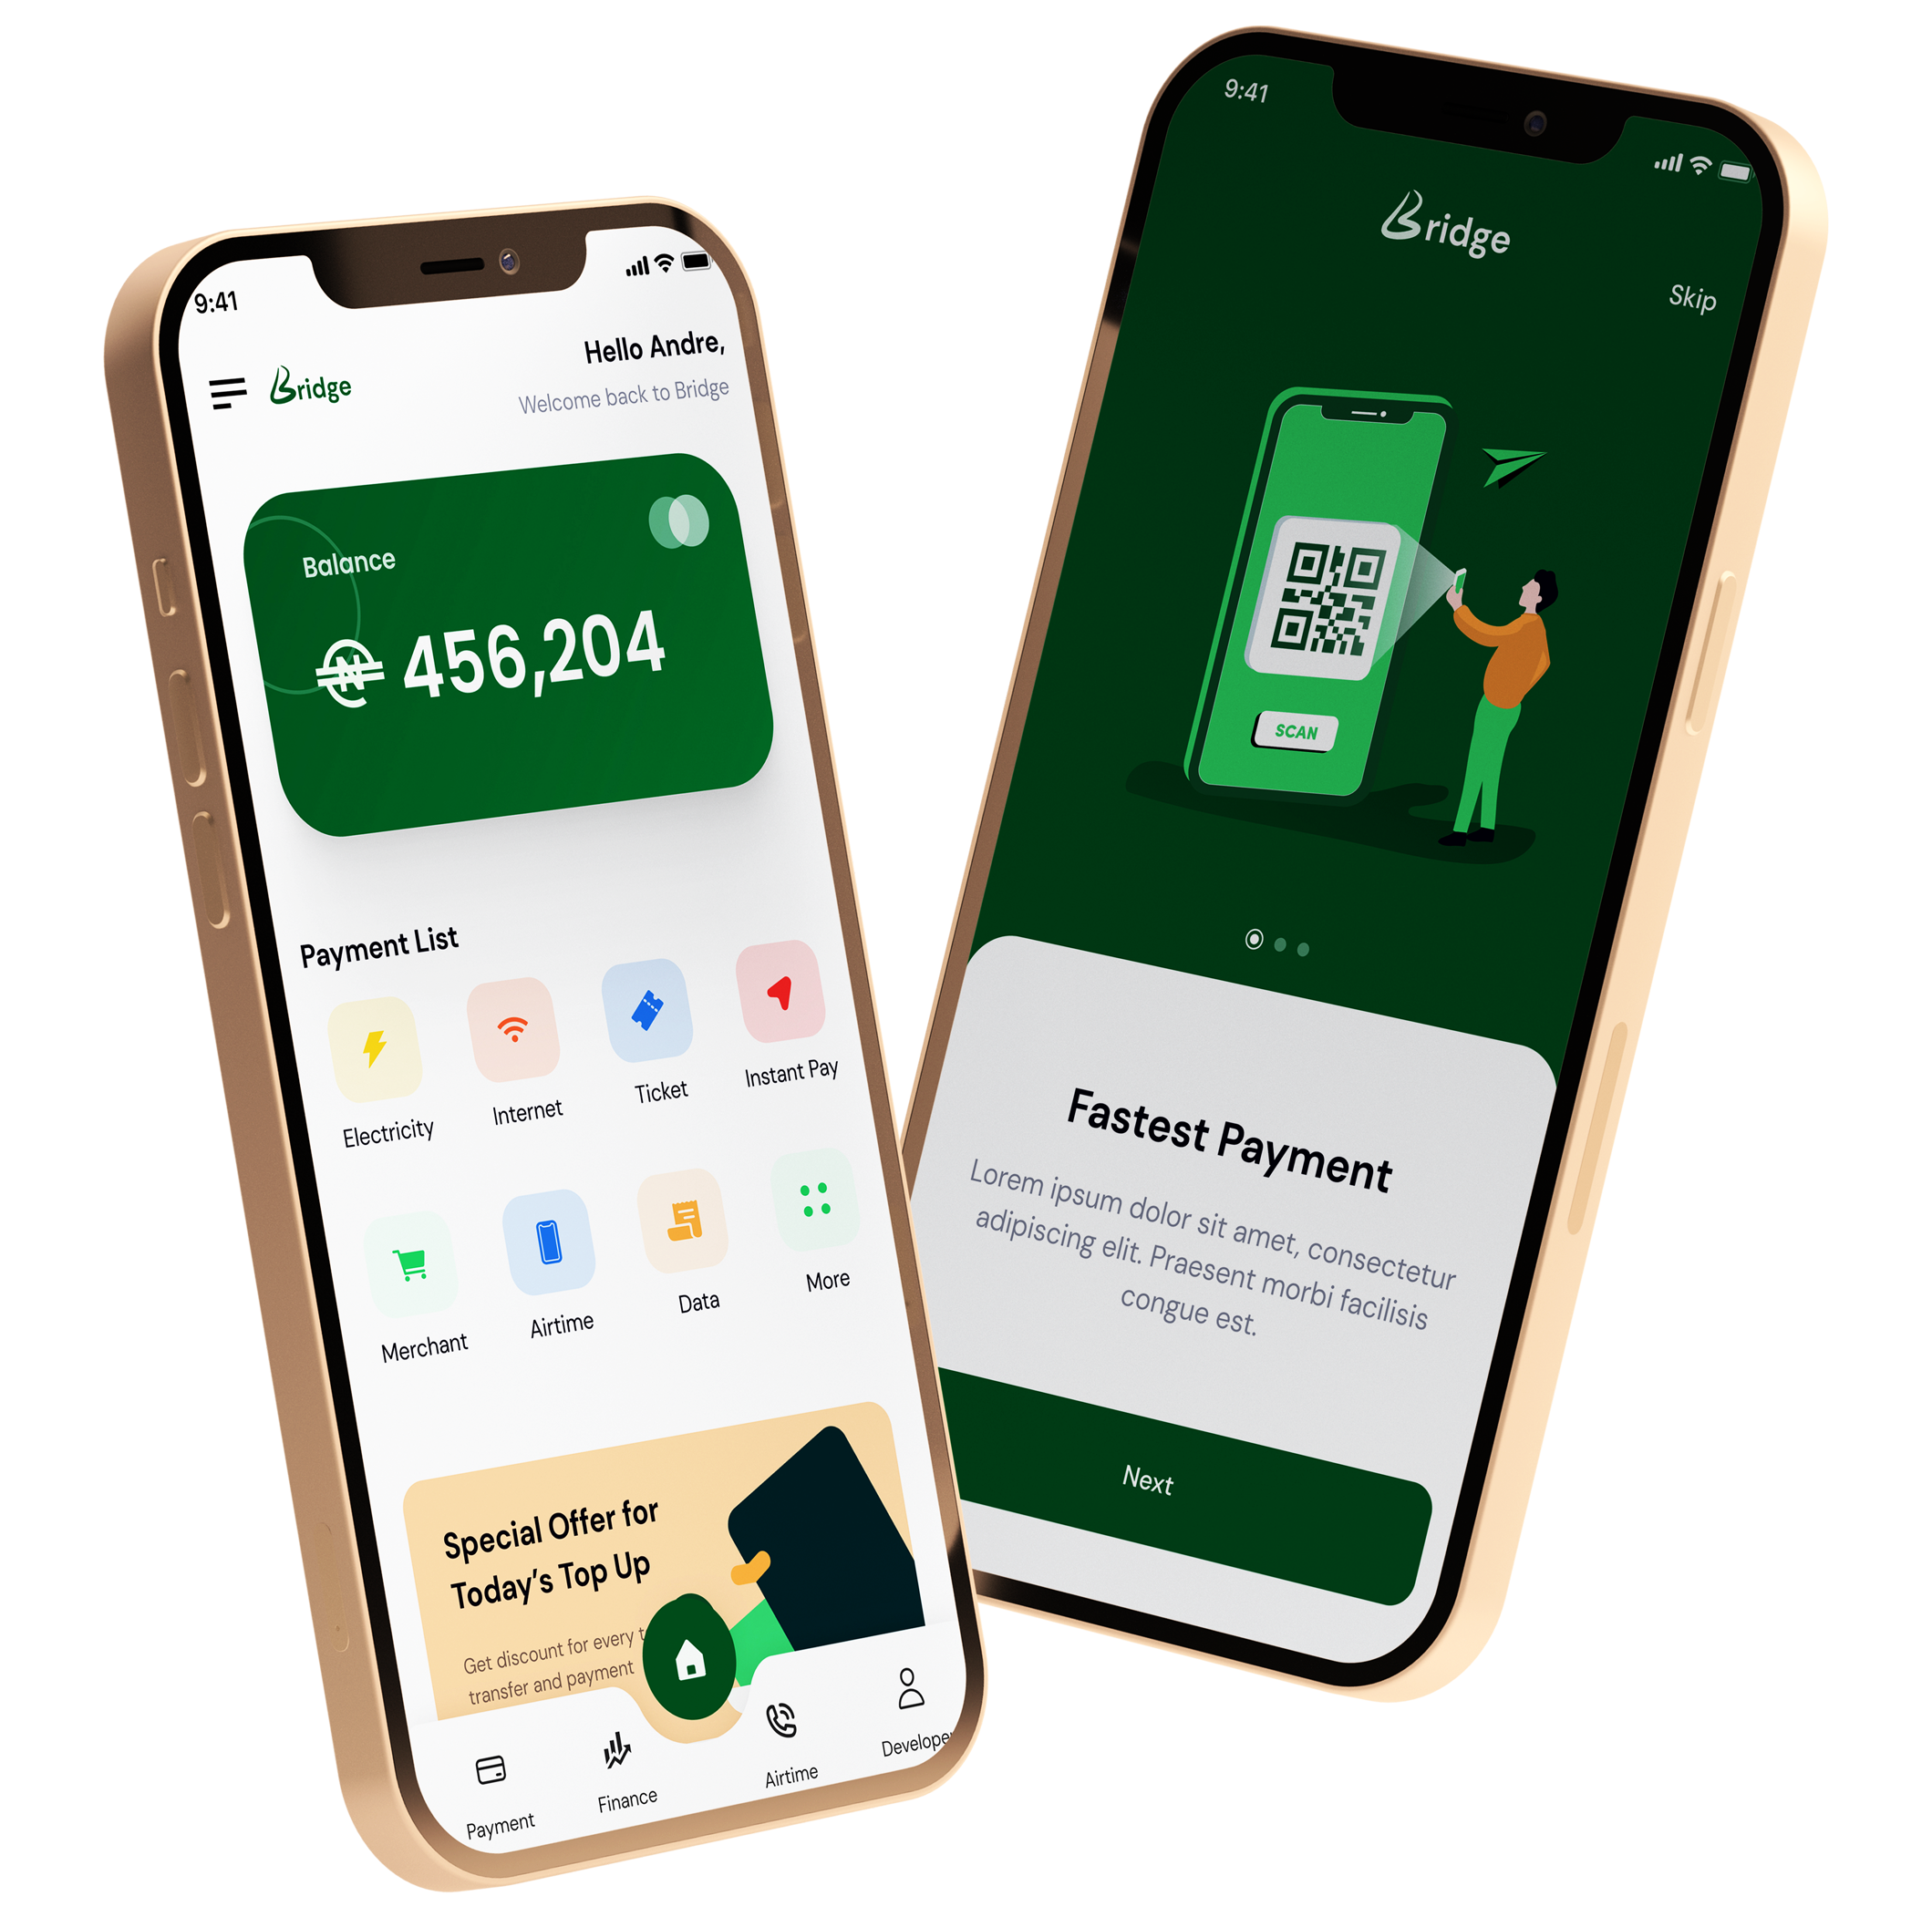 9:41
Bridge
Hello Andre,
Welcome back to Bridge
Balance
₦ 456,204
Payment List
Electricity
Internet
Ticket
Instant Pay
Merchant
Airtime
Data
More
Special Offer for
Today's Top Up
Get discount for every
transfer and payment
Payment
Finance
Airtime
9:41
Bridge
Skip
SCAN
Fastest Payment
Lorem ipsum dolor sit amet, consectetur
adipiscing elit. Praesent morbi facilisis
congue est.
Next